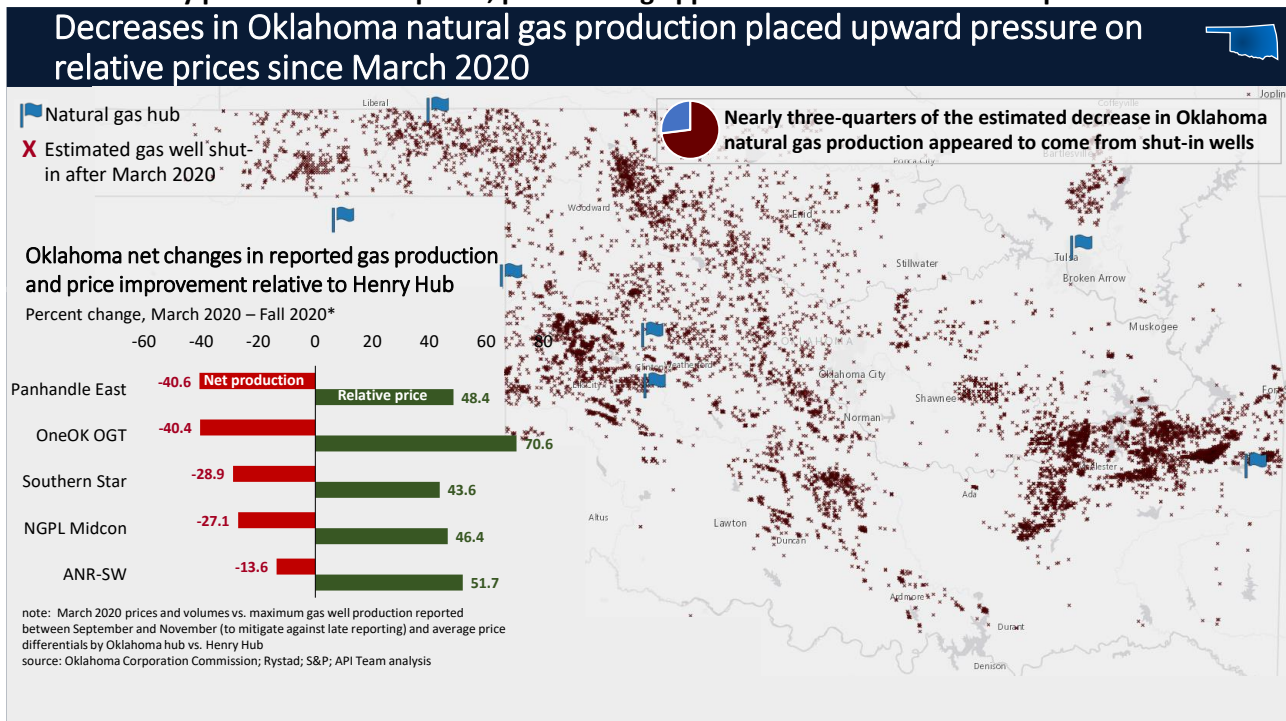 Decreases in Oklahoma natural gas production placed upward pressure on
relative prices since March 2020
Natural gas hub
X Estimated gas well shut-
in after March 2020
Nearly three-quarters of the estimated decrease in Oklahoma
natural gas production appeared to come from shut-in wells
Liberal
Coffeyville
Joplin
Bartlesville
Ponca City
Woodward
Enid
Stillwater
Tulsa
Broken Arrow
Muskogee
OKLAHOMA
Clinton
Weatherford
Elk City
Oklahoma City
Shawnee
Norman
Ada
Altus
Lawton
Duncan
Ardmore
Durant
Denison
Oklahoma net changes in reported gas production
and price improvement relative to Henry Hub
Percent change, March 2020 – Fall 2020*
-60 -40 -20 0 20 40 60 80
Panhandle East -40.6 Net production Relative price 48.4
OneOK OGT -40.4 70.6
Southern Star -28.9 43.6
NGPL Midcon -27.1 46.4
ANR-SW -13.6 51.7
note: March 2020 prices and volumes vs. maximum gas well production reported
between September and November (to mitigate against late reporting) and average price
differentials by Oklahoma hub vs. Henry Hub
source: Oklahoma Corporation Commission; Rystad; S&P; API Team analysis